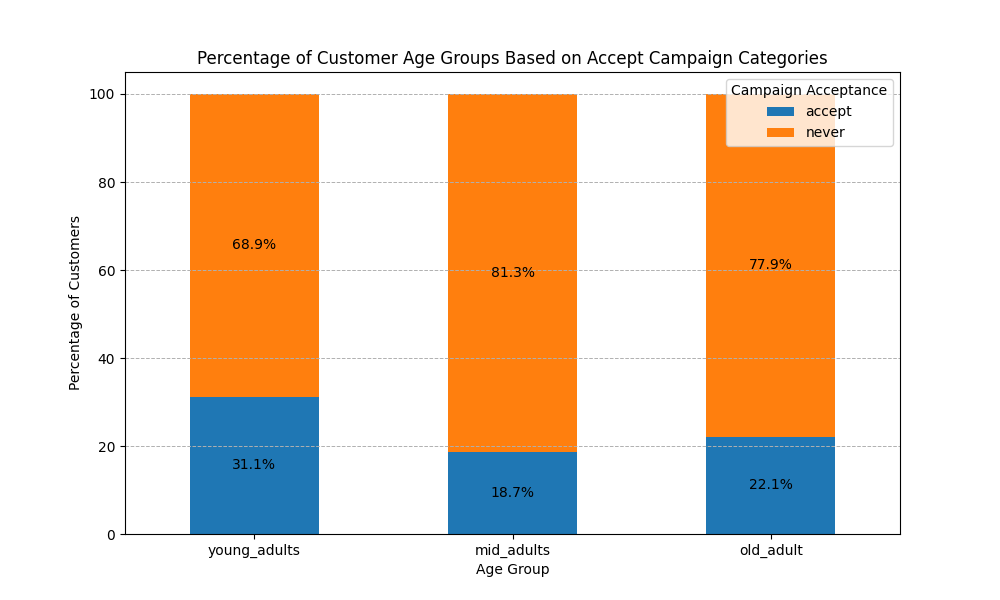 Percentage of Customer Age Groups Based on Accept Campaign Categories
Campaign Acceptance
accept
never
100
80
60
40
20
0
Percentage of Customers
68.9%
81.3%
77.9%
31.1%
18.7%
22.1%
young_adults
mid_adults
old_adult
Age Group